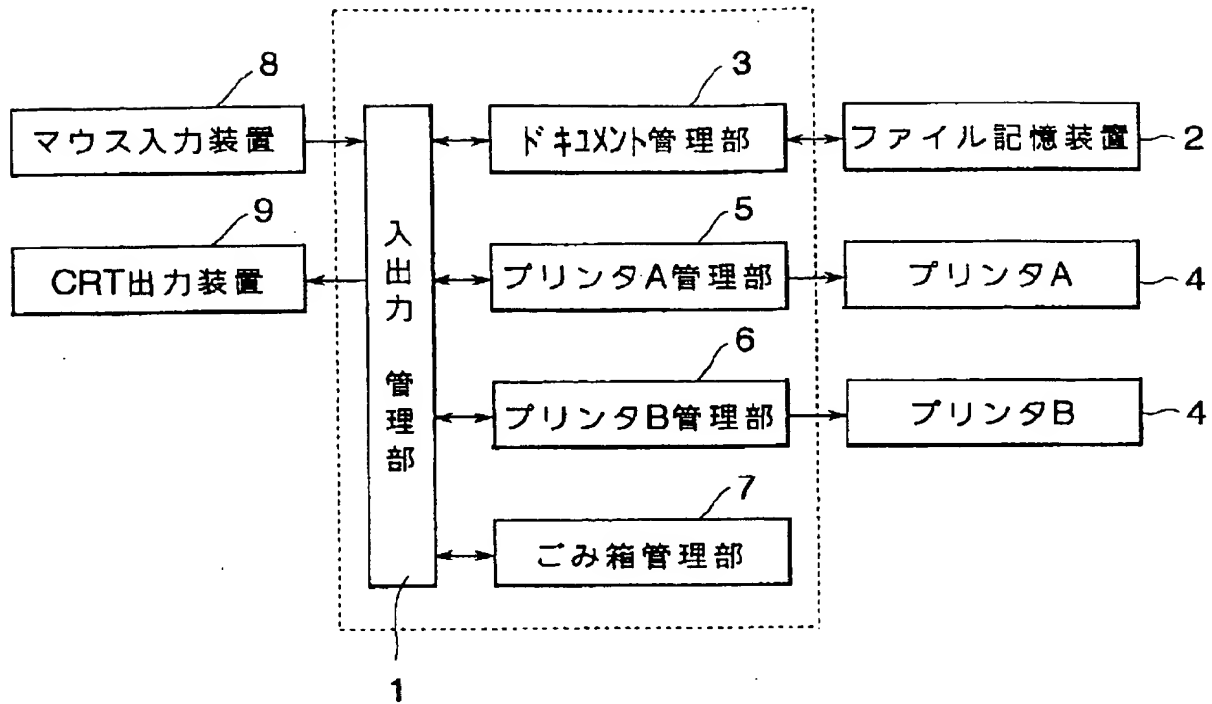 8
マウス入力装置
9
CRT出力装置
入出力管理部
1
3
ドキュメント管理部
5
プリンタA管理部
6
プリンタB管理部
7
ごみ箱管理部
ファイル記憶装置
2
プリンタA
4
プリンタB
4